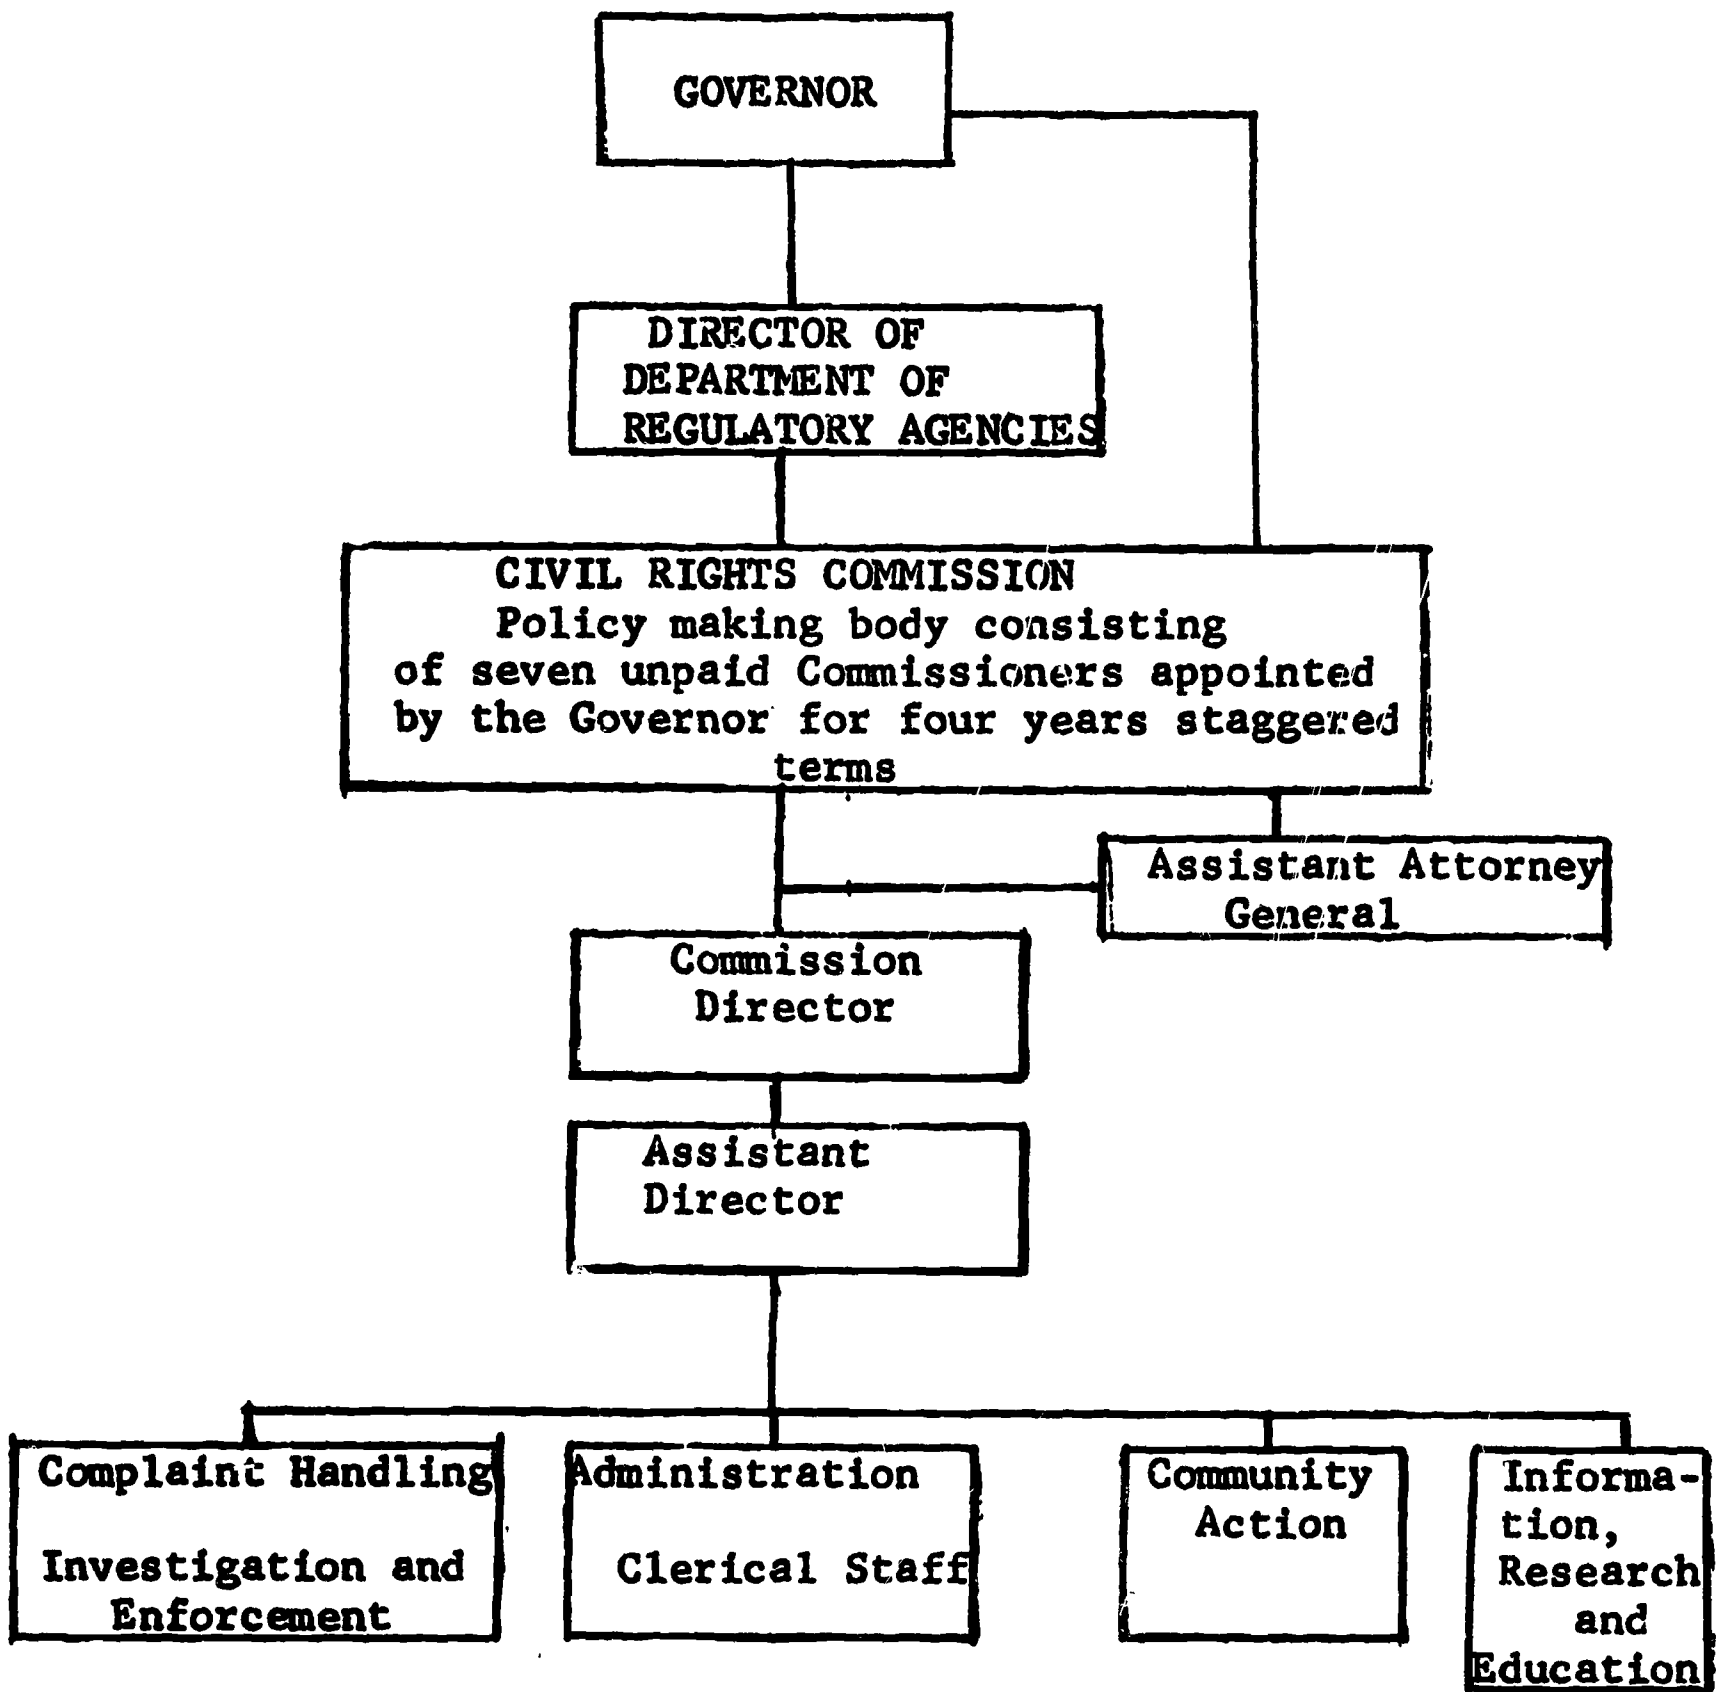 GOVERNOR
DIRECTOR OF
DEPARTMENT OF
REGULATORY AGENCIES
CIVIL RIGHTS COMMISSION
Policy making body consisting
of seven unpaid Commissioners appointed
by the Governor for four years staggered
terms
Assistant Attorney
General
Commission
Director
Assistant
Director
Complaint Handling
Investigation and
Enforcement
Administration
Clerical Staff
Community
Action
Informa-
tion,
Research
and
Education